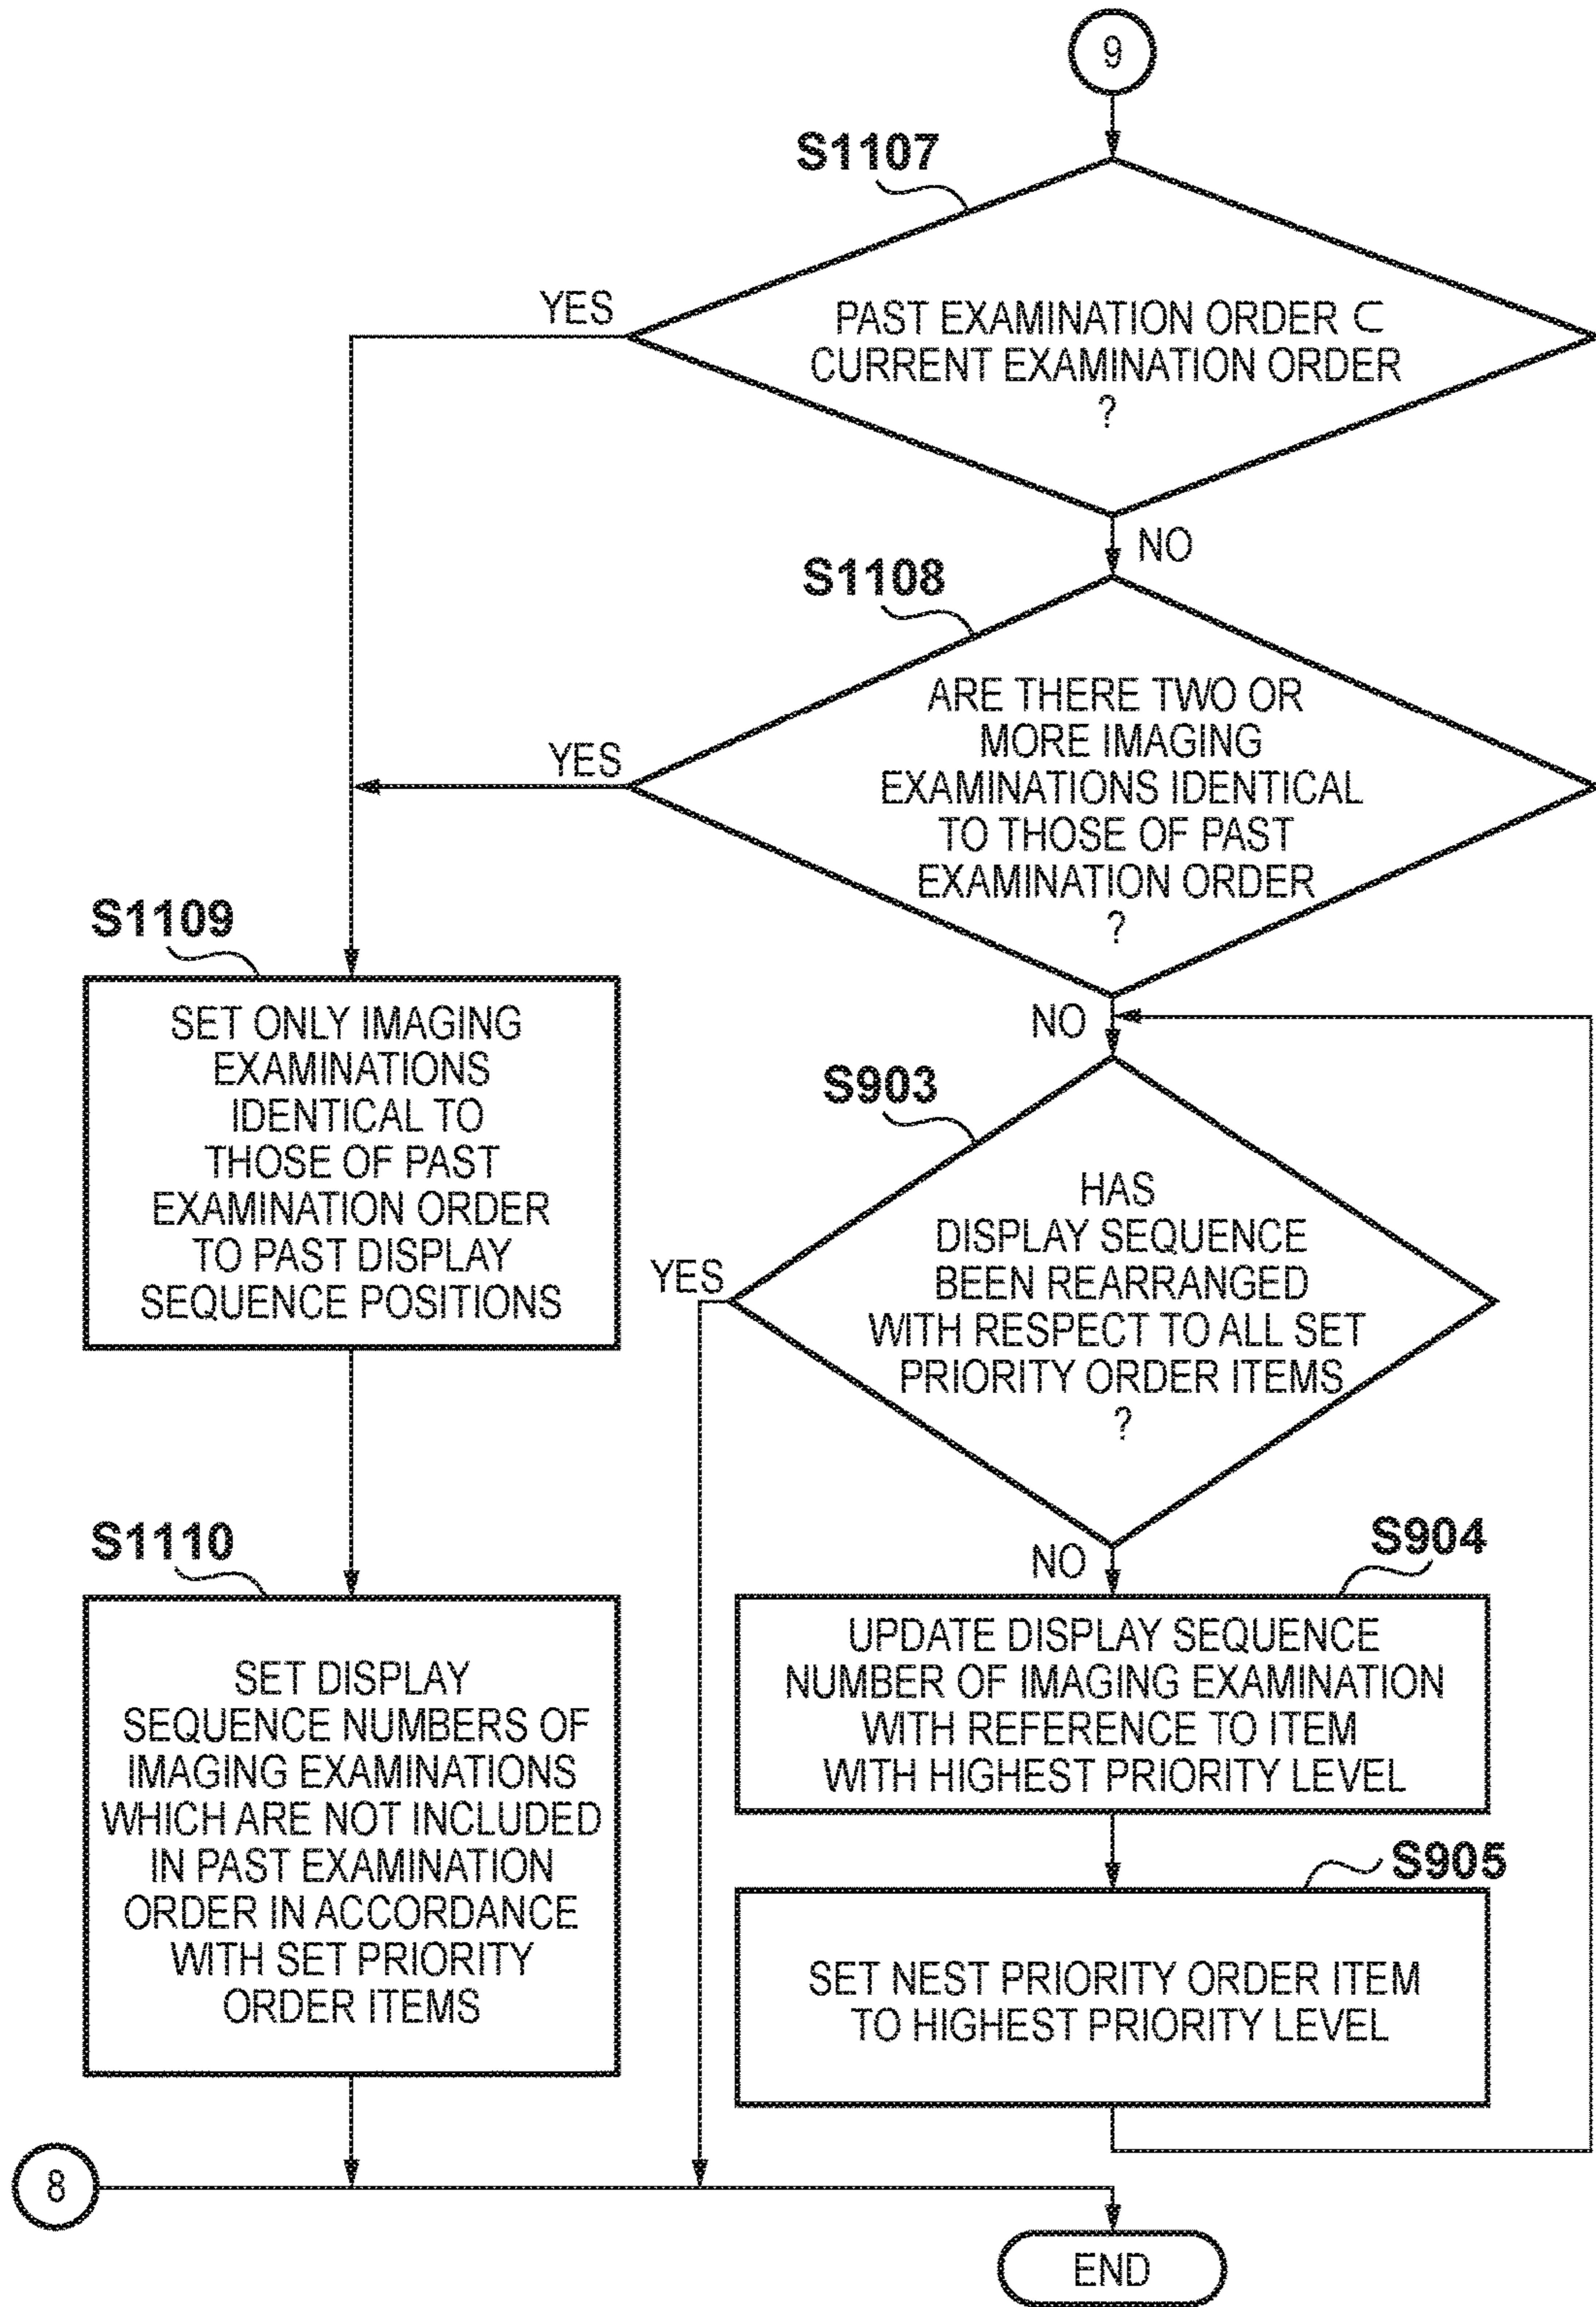 9
S1107
YES
PAST EXAMINATION ORDER ⊂
CURRENT EXAMINATION ORDER
?
NO
S1108
YES
ARE THERE TWO OR
MORE IMAGING
EXAMINATIONS IDENTICAL
TO THOSE OF PAST
EXAMINATION ORDER
?
NO
S1109
SET ONLY IMAGING
EXAMINATIONS
IDENTICAL TO
THOSE OF PAST
EXAMINATION ORDER
TO PAST DISPLAY
SEQUENCE POSITIONS
S903
YES
HAS
DISPLAY SEQUENCE
BEEN REARRANGED
WITH RESPECT TO ALL SET
PRIORITY ORDER ITEMS
?
NO
S1110
SET DISPLAY
SEQUENCE NUMBERS OF
IMAGING EXAMINATIONS
WHICH ARE NOT INCLUDED
IN PAST EXAMINATION
ORDER IN ACCORDANCE
WITH SET PRIORITY
ORDER ITEMS
S904
UPDATE DISPLAY SEQUENCE
NUMBER OF IMAGING EXAMINATION
WITH REFERENCE TO ITEM
WITH HIGHEST PRIORITY LEVEL
S905
SET NEST PRIORITY ORDER ITEM
TO HIGHEST PRIORITY LEVEL
8
END